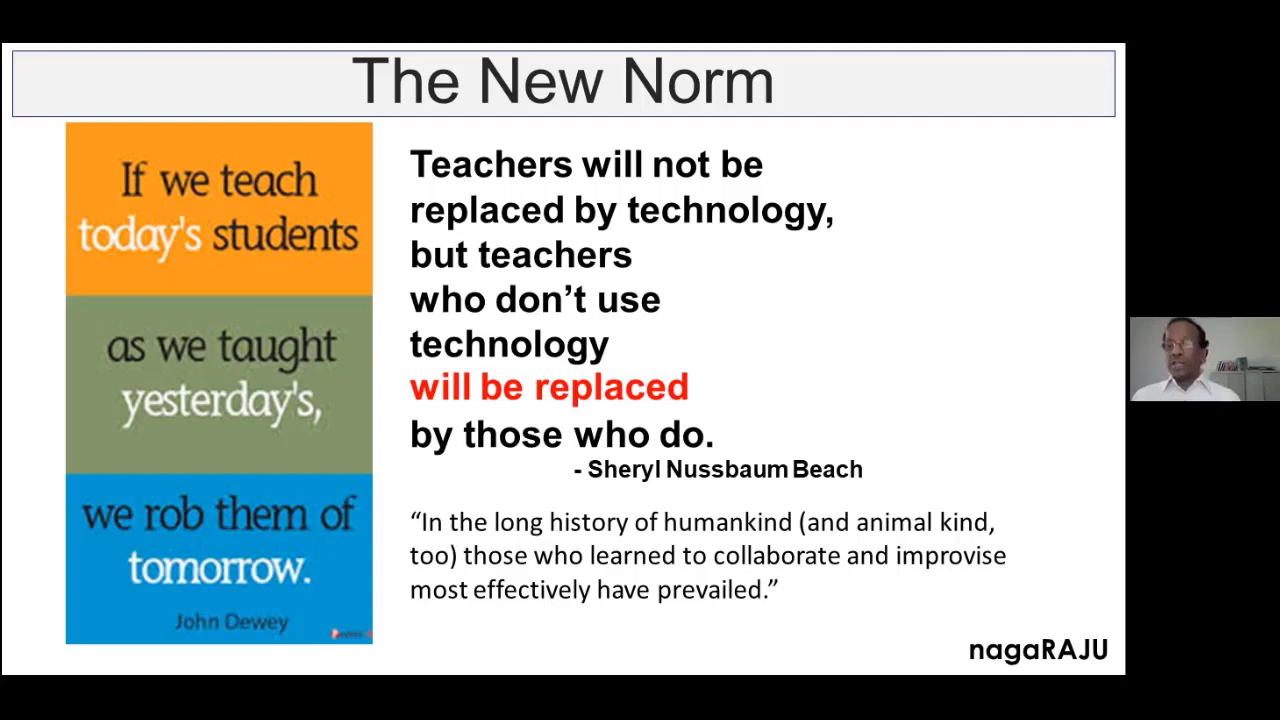 The New Norm
If we teach
today's students
as we taught
yesterday's,
we rob them of
tomorrow.
John Dewey
Teachers will not be
replaced by technology,
but teachers
who don’t use
technology
will be replaced
by those who do.
- Sheryl Nussbaum Beach
“In the long history of humankind (and animal kind,
too) those who learned to collaborate and improvise
most effectively have prevailed.”
nagaRAJU